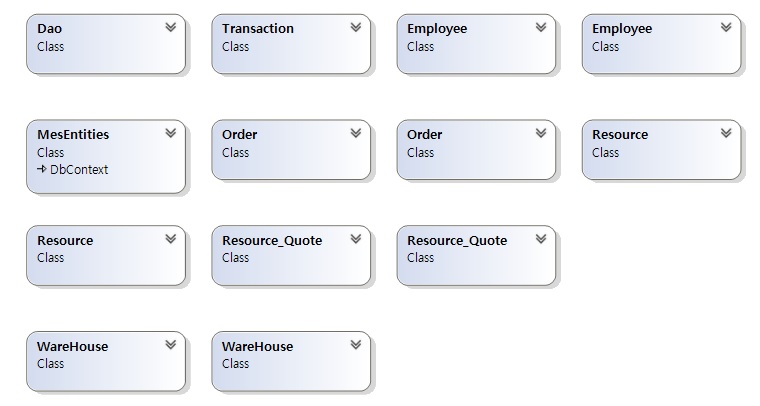 Dao
Class
Transaction
Class
Employee
Class
Employee
Class
MesEntities
Class
DbContext
Order
Class
Order
Class
Resource
Class
Resource
Class
Resource_Quote
Class
Resource_Quote
Class
WareHouse
Class
WareHouse
Class